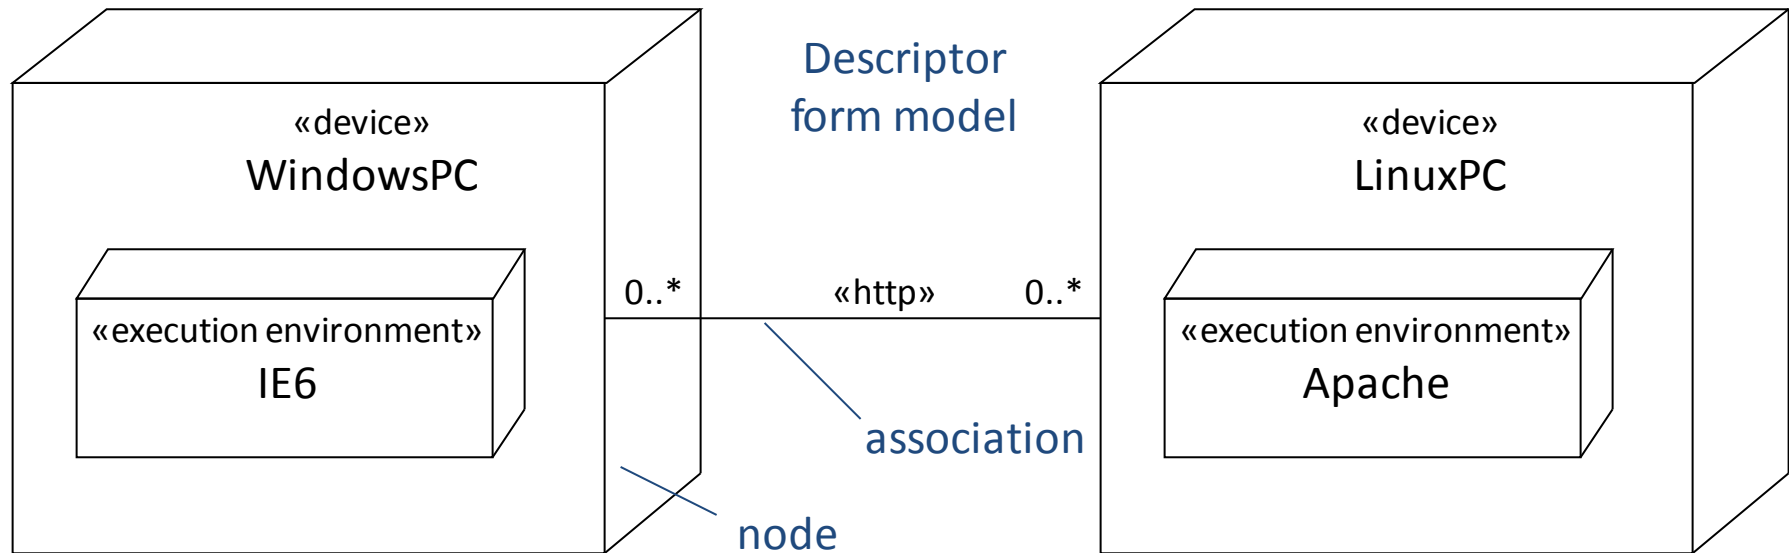 Descriptor
form model
«device»
WindowsPC
«execution environment»
IE6
0..*
«http»
0..*
«device»
LinuxPC
«execution environment»
Apache
association
node